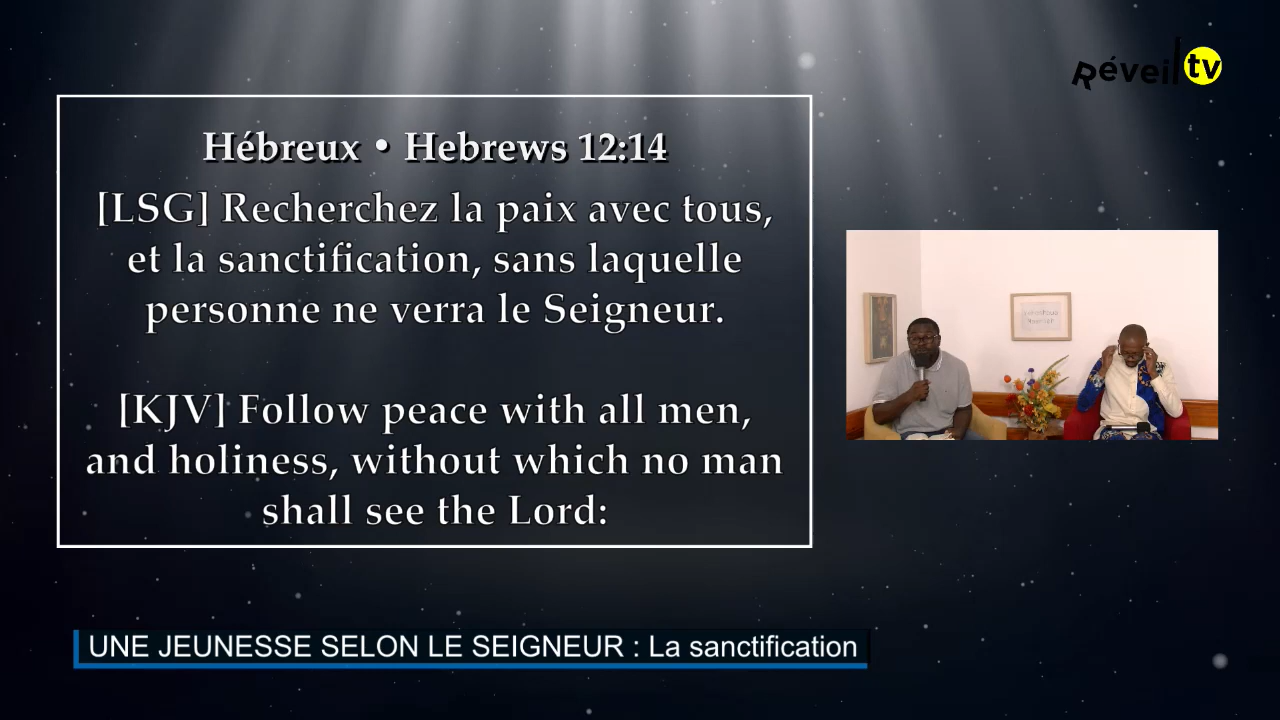 Réveil tv
Hébreux • Hebrews 12:14
[LSG] Recherchez la paix avec tous,
et la sanctification, sans laquelle
personne ne verra le Seigneur.
[KJV] Follow peace with all men,
and holiness, without which no man
shall see the Lord:
UNE JEUNESSE SELON LE SEIGNEUR : La sanctification